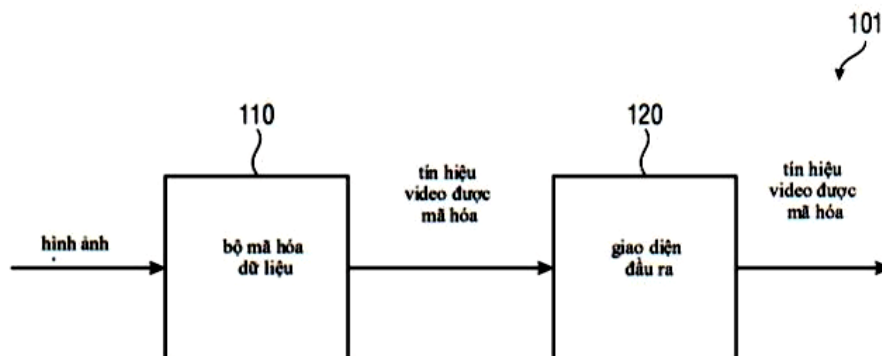 101
110
120
tín hiệu
video được
mã hóa
tín hiệu
video được
mã hóa
hình ảnh
bộ mã hóa
dữ liệu
giao diện
đầu ra